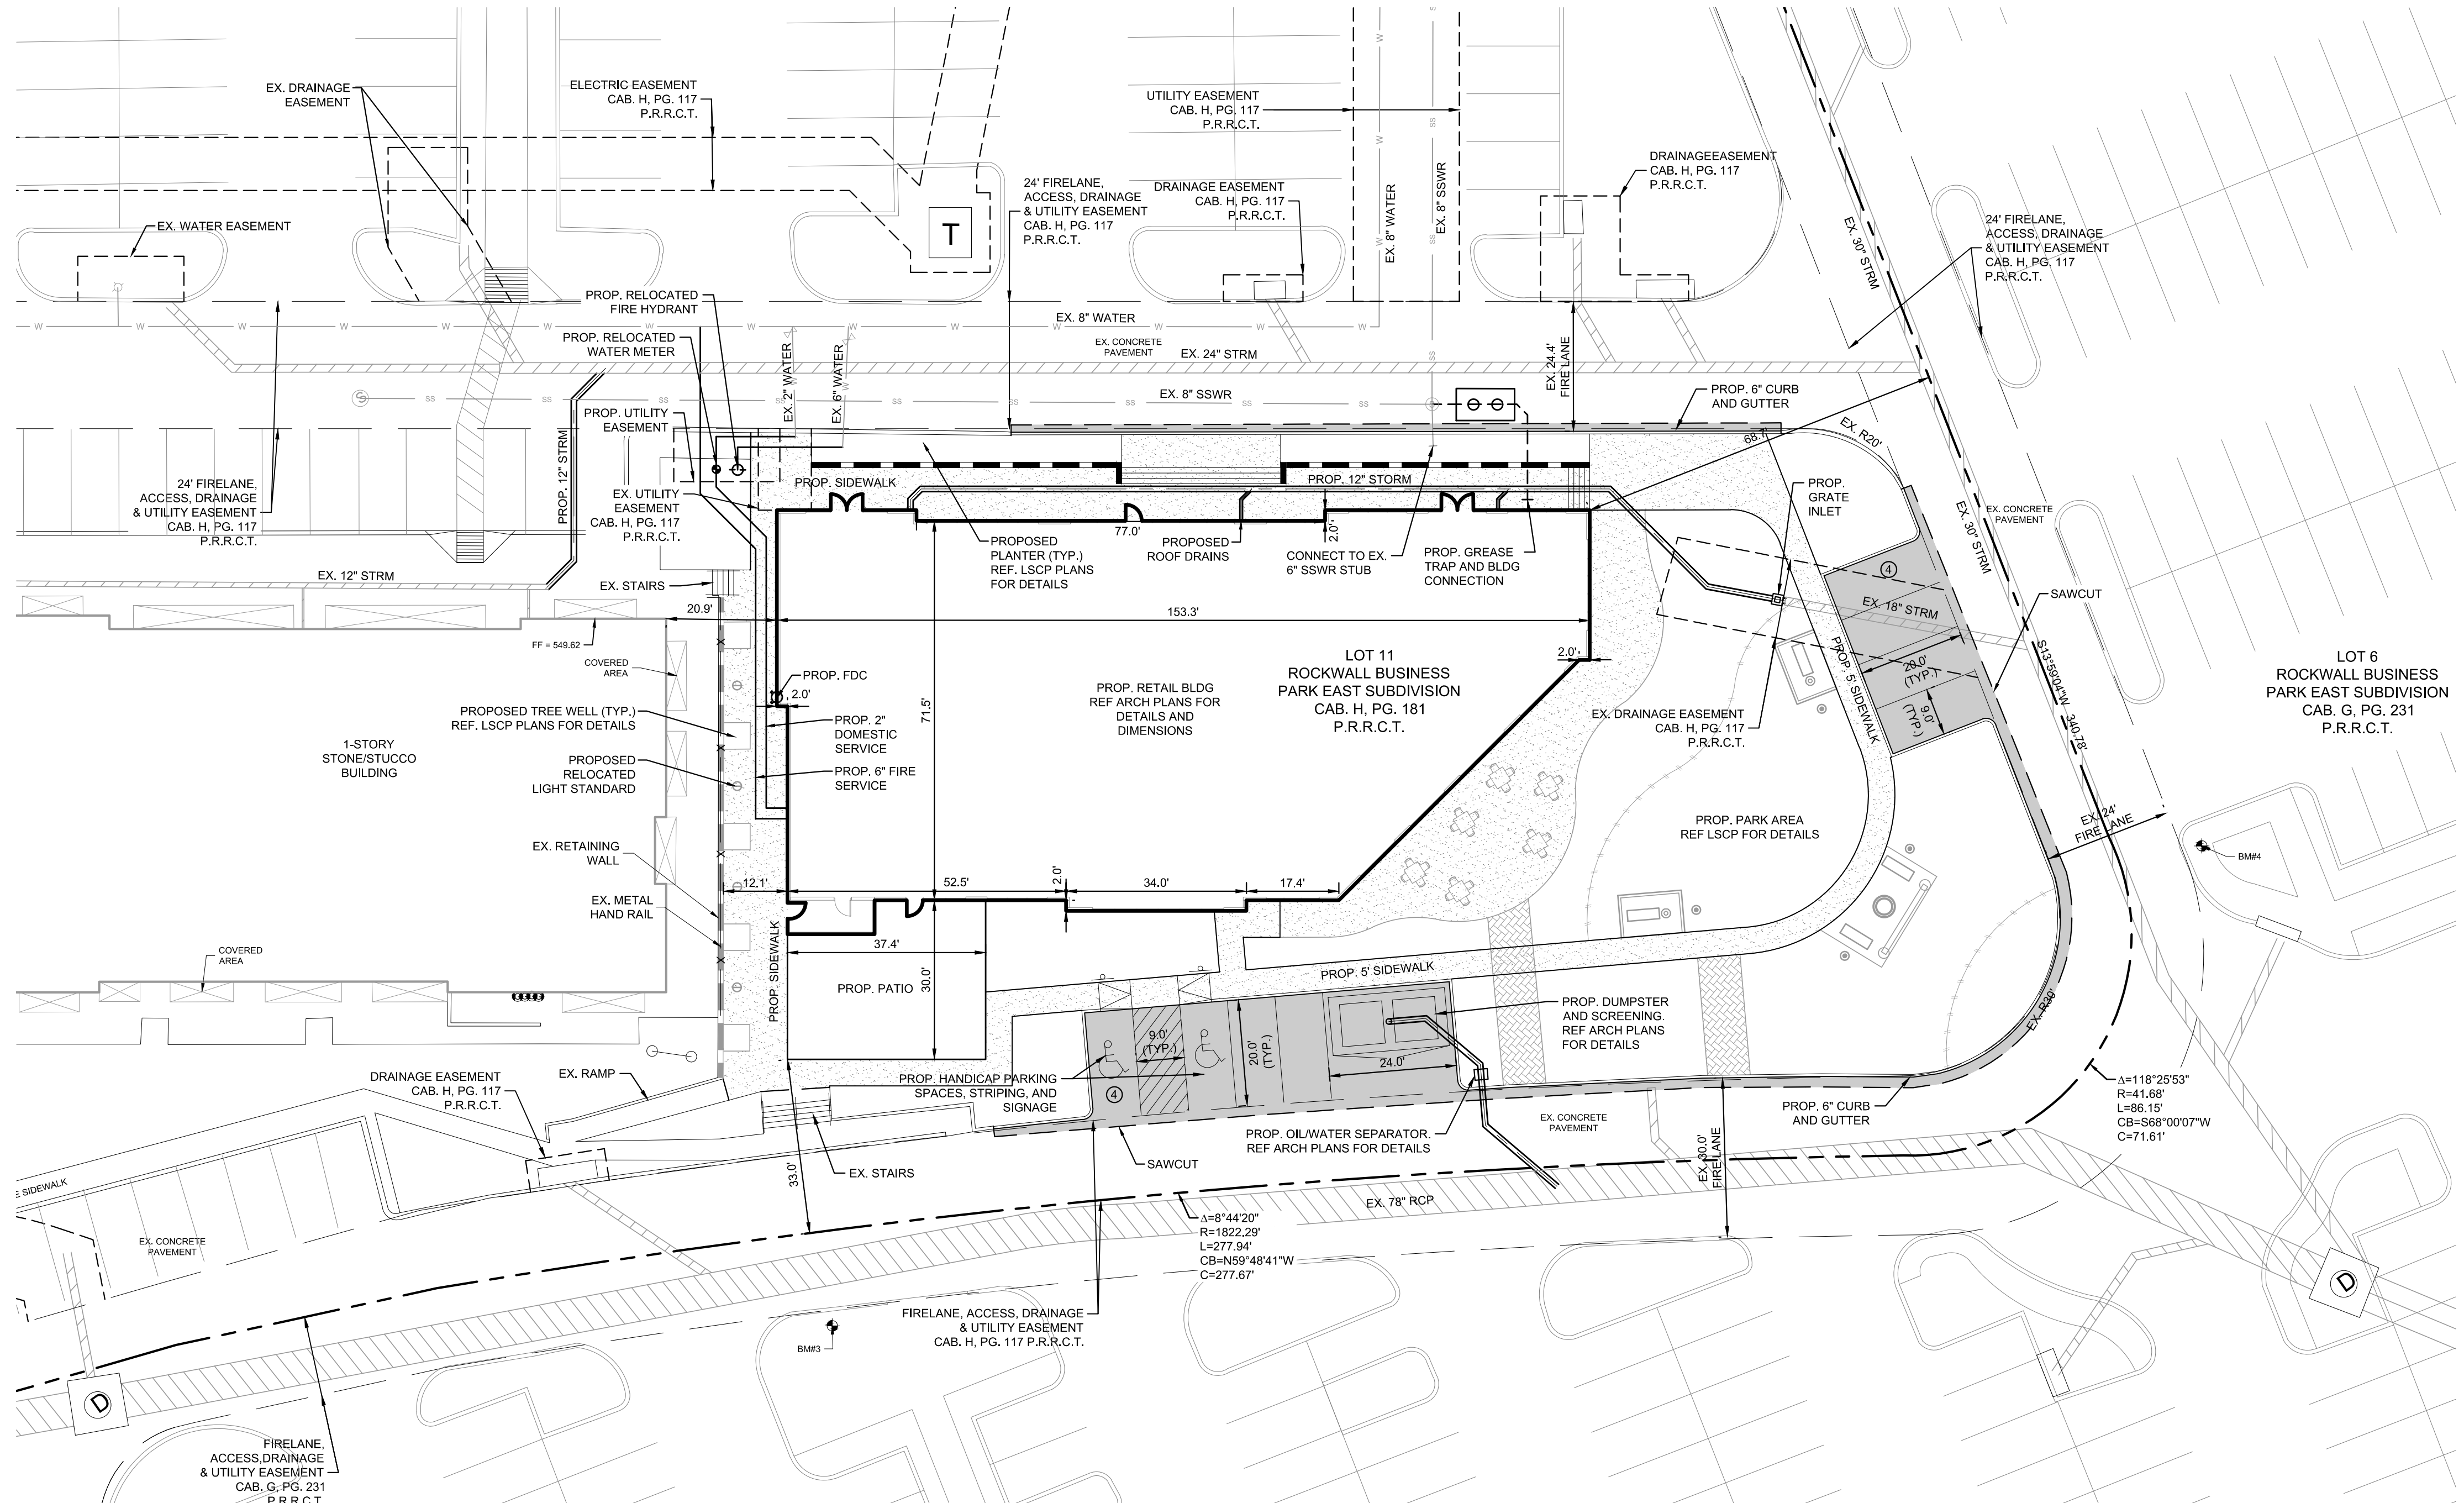 EX. DRAINAGE
EASEMENT
ELECTRIC EASEMENT
CAB. H, PG. 117
P.R.R.C.T.
UTILITY EASEMENT
CAB. H, PG. 117
P.R.R.C.T.
EX. WATER EASEMENT
24' FIRELANE,
ACCESS, DRAINAGE
& UTILITY EASEMENT
CAB. H, PG. 117
P.R.R.C.T.
DRAINAGE EASEMENT
CAB. H, PG. 117
P.R.R.C.T.
DRAINAGEEASEMENT
CAB. H, PG. 117
P.R.R.C.T.
24' FIRELANE,
ACCESS, DRAINAGE
& UTILITY EASEMENT
CAB. H, PG. 117
P.R.R.C.T.
T
EX. 8" WATER
EX. 8" SSWR
EX. 30" STRM
PROP. RELOCATED
FIRE HYDRANT
PROP. RELOCATED
WATER METER
EX. 8" WATER
EX. CONCRETE
PAVEMENT
EX. 24" STRM
EX. 8" SSWR
EX. 24.4'
FIRE LANE
EX. 2" WATER
EX. 6" WATER
PROP. UTILITY
EASEMENT
PROP. 6" CURB
AND GUTTER
68.7'
EX. R20'
PROP. 12" STRM
24' FIRELANE,
ACCESS, DRAINAGE
& UTILITY EASEMENT
CAB. H, PG. 117
P.R.R.C.T.
EX. UTILITY
EASEMENT
CAB. H, PG. 117
P.R.R.C.T.
PROP. SIDEWALK
PROP. 12" STORM
PROP.
GRATE
INLET
EX. CONCRETE
PAVEMENT
EX. 30" STRM
77.0'
2.0'
PROPOSED
PLANTER (TYP.)
REF. LSCP PLANS
FOR DETAILS
PROPOSED
ROOF DRAINS
CONNECT TO EX.
6" SSWR STUB
PROP. GREASE
TRAP AND BLDG
CONNECTION
EX. 12" STRM
EX. STAIRS
20.9'
153.3'
4
EX. 18" STRM
SAWCUT
FF = 549.62
COVERED
AREA
PROP. FDC
2.0'
71.5'
PROP. RETAIL BLDG
REF ARCH PLANS FOR
DETAILS AND
DIMENSIONS
LOT 11
ROCKWALL BUSINESS
PARK EAST SUBDIVISION
CAB. H, PG. 181
P.R.R.C.T.
2.0'
PROP. 5' SIDEWALK
20.0'
(TYP.)
9.0'
(TYP.)
S13°59'04"W 340.78'
LOT 6
ROCKWALL BUSINESS
PARK EAST SUBDIVISION
CAB. G, PG. 231
P.R.R.C.T.
PROPOSED TREE WELL (TYP.)
REF. LSCP PLANS FOR DETAILS
PROP. 2"
DOMESTIC
SERVICE
EX. DRAINAGE EASEMENT
CAB. H, PG. 117
P.R.R.C.T.
1-STORY
STONE/STUCCO
BUILDING
PROPOSED
RELOCATED
LIGHT STANDARD
PROP. 6" FIRE
SERVICE
PROP. PARK AREA
REF LSCP FOR DETAILS
EX. 24'
FIRE LANE
BM#4
EX. RETAINING
WALL
12.1'
52.5'
2.0'
34.0'
17.4'
EX. METAL
HAND RAIL
COVERED
AREA
PROP. SIDEWALK
37.4'
30.0'
PROP. PATIO
PROP. 5' SIDEWALK
PROP. DUMPSTER
AND SCREENING.
REF ARCH PLANS
FOR DETAILS
9.0'
(TYP.)
20.0'
(TYP.)
24.0'
EX. R30'
DRAINAGE EASEMENT
CAB. H, PG. 117
P.R.R.C.T.
EX. RAMP
PROP. HANDICAP PARKING
SPACES, STRIPING, AND
SIGNAGE
4
EX. CONCRETE
PAVEMENT
PROP. 6" CURB
AND GUTTER
Δ=118°25'53"
R=41.68'
L=86.15'
CB=S68°00'07"W
C=71.61'
PROP. OIL/WATER SEPARATOR.
REF ARCH PLANS FOR DETAILS
SAWCUT
EX. STAIRS
33.0'
EX. 30.0'
FIRE LANE
E SIDEWALK
EX. CONCRETE
PAVEMENT
EX. 78" RCP
Δ=8°44'20"
R=1822.29'
L=277.94'
CB=N59°48'41"W
C=277.67'
FIRELANE, ACCESS, DRAINAGE
& UTILITY EASEMENT
CAB. H, PG. 117 P.R.R.C.T.
BM#3
D
D
FIRELANE,
ACCESS,DRAINAGE
& UTILITY EASEMENT
CAB. G, PG. 231
P.R.R.C.T.